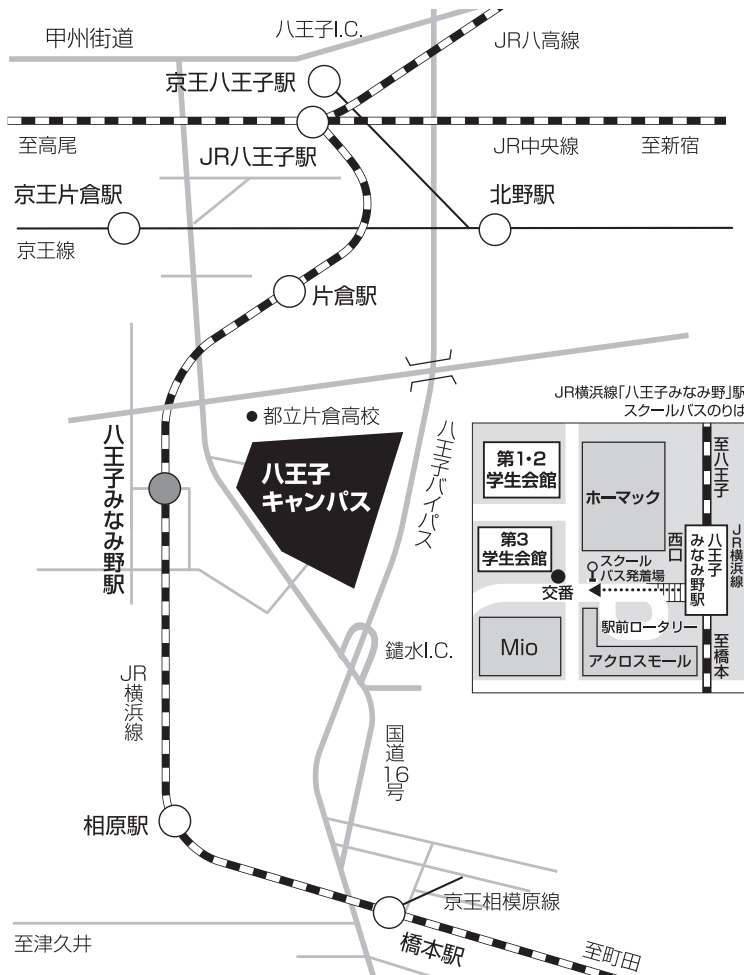 甲州街道
八王子I.C.
JR八高線
京王八王子駅
至高尾
JR八王子駅
JR中央線
至新宿
京王片倉駅
北野駅
京王線
片倉駅
JR横浜線「八王子みなみ野」駅
スクールバスのりば
都立片倉高校
八王子バイパス
八王子
キャンパス
八王子みなみ野駅
第1・2
学生会館
ホーマック
至八王子
JR横浜線
第3
学生会館
西口
八王子
みなみ野駅
スクール
バス発着場
交番
駅前ロータリー
Mio
アクロスモール
至橋本
鑓水I.C.
JR
横浜線
国道
16号
相原駅
京王相模原線
至津久井
橋本駅
至町田